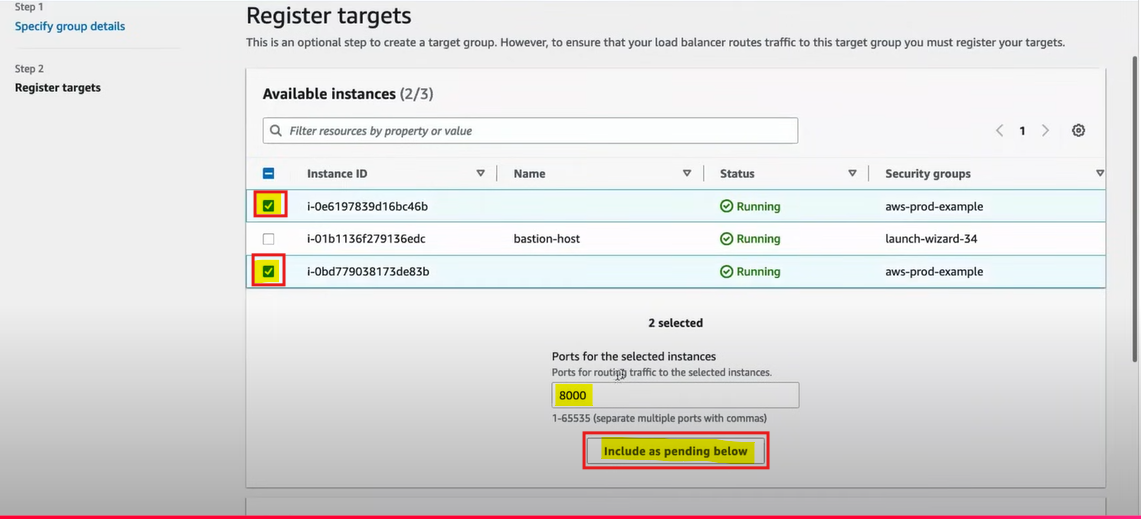 Step 1
Specify group details
Step 2
Register targets
Register targets
This is an optional step to create a target group. However, to ensure that your load balancer routes traffic to this target group you must register your targets.
Available instances (2/3)
Filter resources by property or value
1
Instance ID Name Status Security groups
i-0e6197839d16bc46b Running aws-prod-example
i-01b1136f279136edc bastion-host Running launch-wizard-34
i-0bd779038173de83b Running aws-prod-example
2 selected
Ports for the selected instances
Ports for routing traffic to the selected instances.
8000
1-65535 (separate multiple ports with commas)
Include as pending below